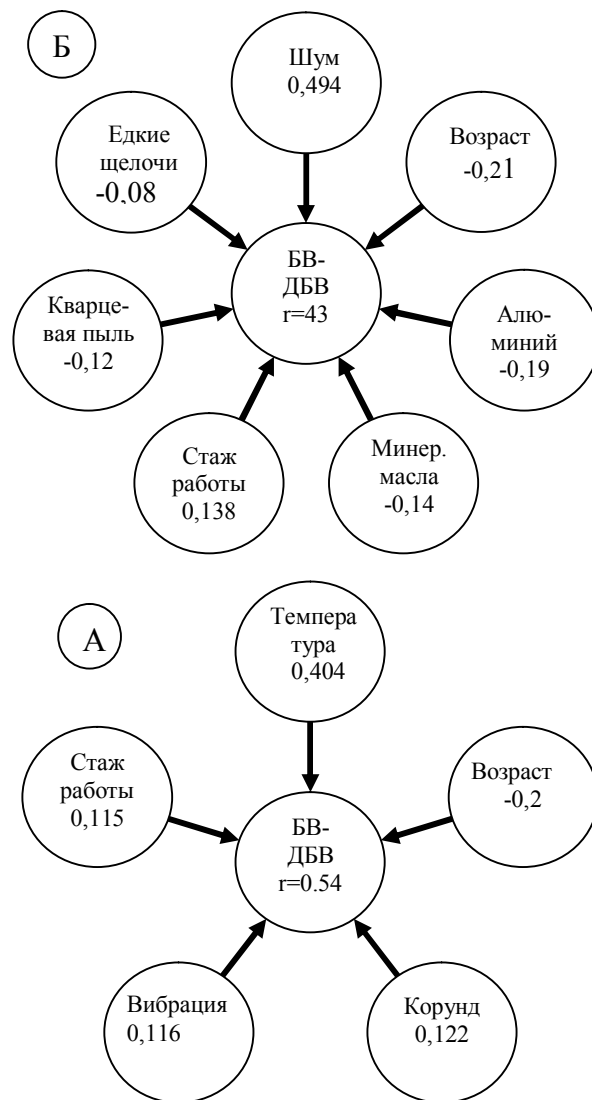 Б
Шум
0,494
Едкие
щелочи
-0,08
Возраст
-0,21
БВ-
ДБВ
r=43
Кварце-
вая пыль
-0,12
Алю-
миний
-0,19
Стаж
работы
0,138
Минер.
масла
-0,14
А
Темпера
тура
0,404
Стаж
работы
0,115
Возраст
-0,2
БВ-
ДБВ
r=0.54
Вибрация
0,116
Корунд
0,122